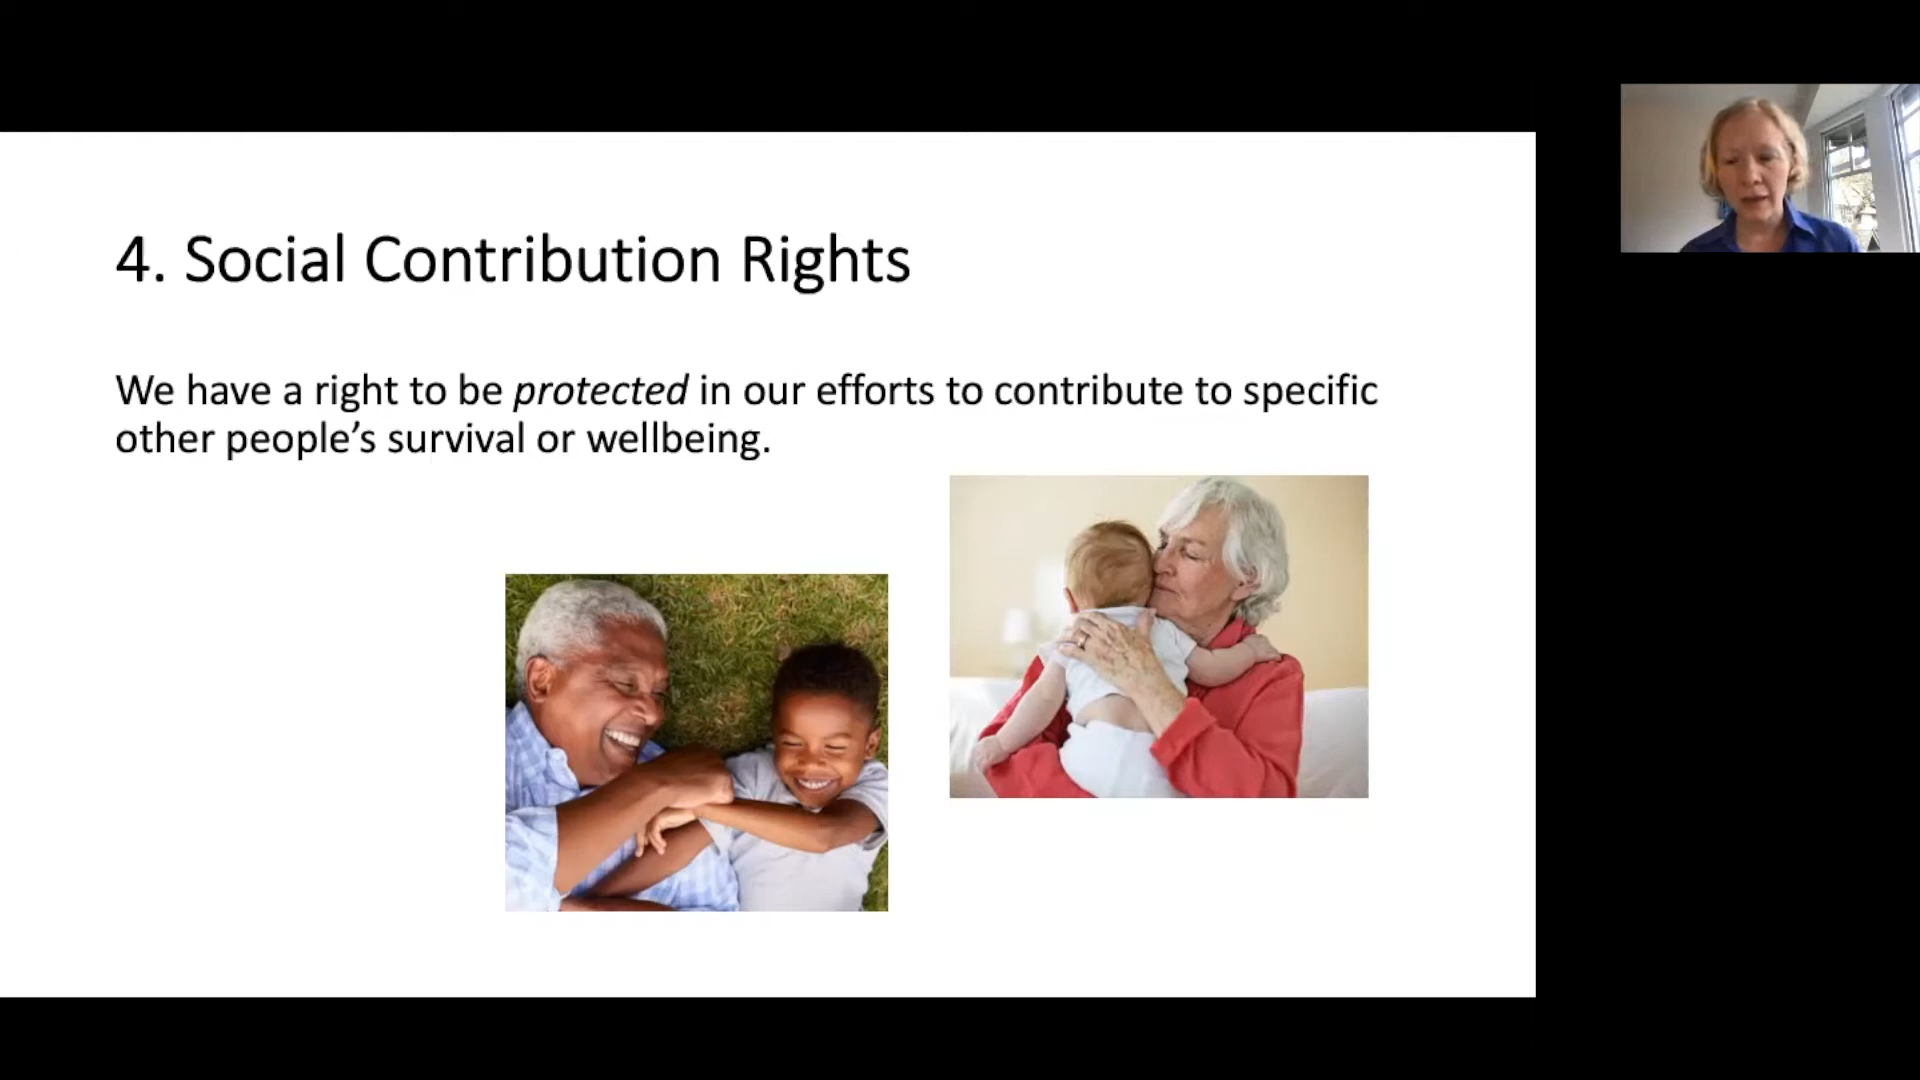 4. Social Contribution Rights
We have a right to be protected in our efforts to contribute to specific
other people’s survival or wellbeing.